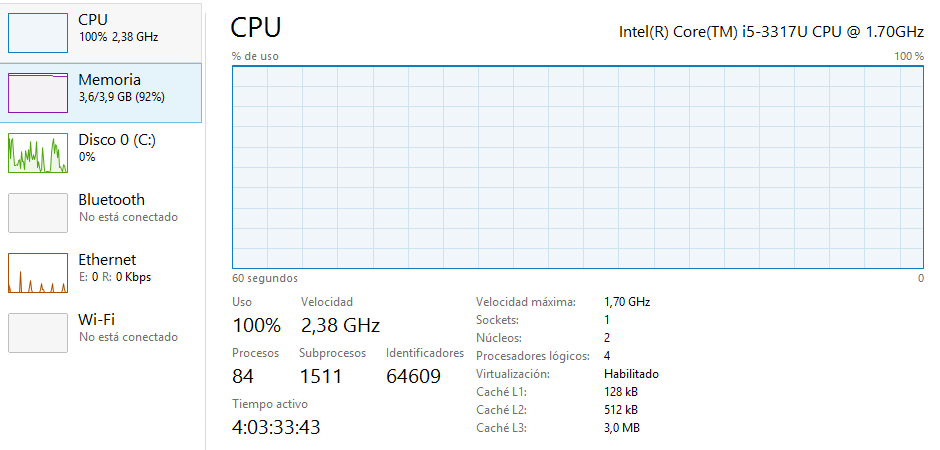 CPU
100% 2,38 GHz
Memoria
3,6/3,9 GB (92%)
Disco 0 (C:)
0%
Bluetooth
No está conectado
Ethernet
E: 0 R: 0 Kbps
Wi-Fi
No está conectado
CPU
Intel(R) Core(TM) i5-3317U CPU @ 1.70GHz
% de uso
100 %
60 segundos
0
Uso
Velocidad
100%
2,38 GHz
Procesos
Subprocesos
Identificadores
84
1511
64609
Tiempo activo
4:03:33:43
Velocidad máxima: 1,70 GHz
Sockets: 1
Núcleos: 2
Procesadores lógicos: 4
Virtualización: Habilitado
Caché L1: 128 kB
Caché L2: 512 kB
Caché L3: 3,0 MB